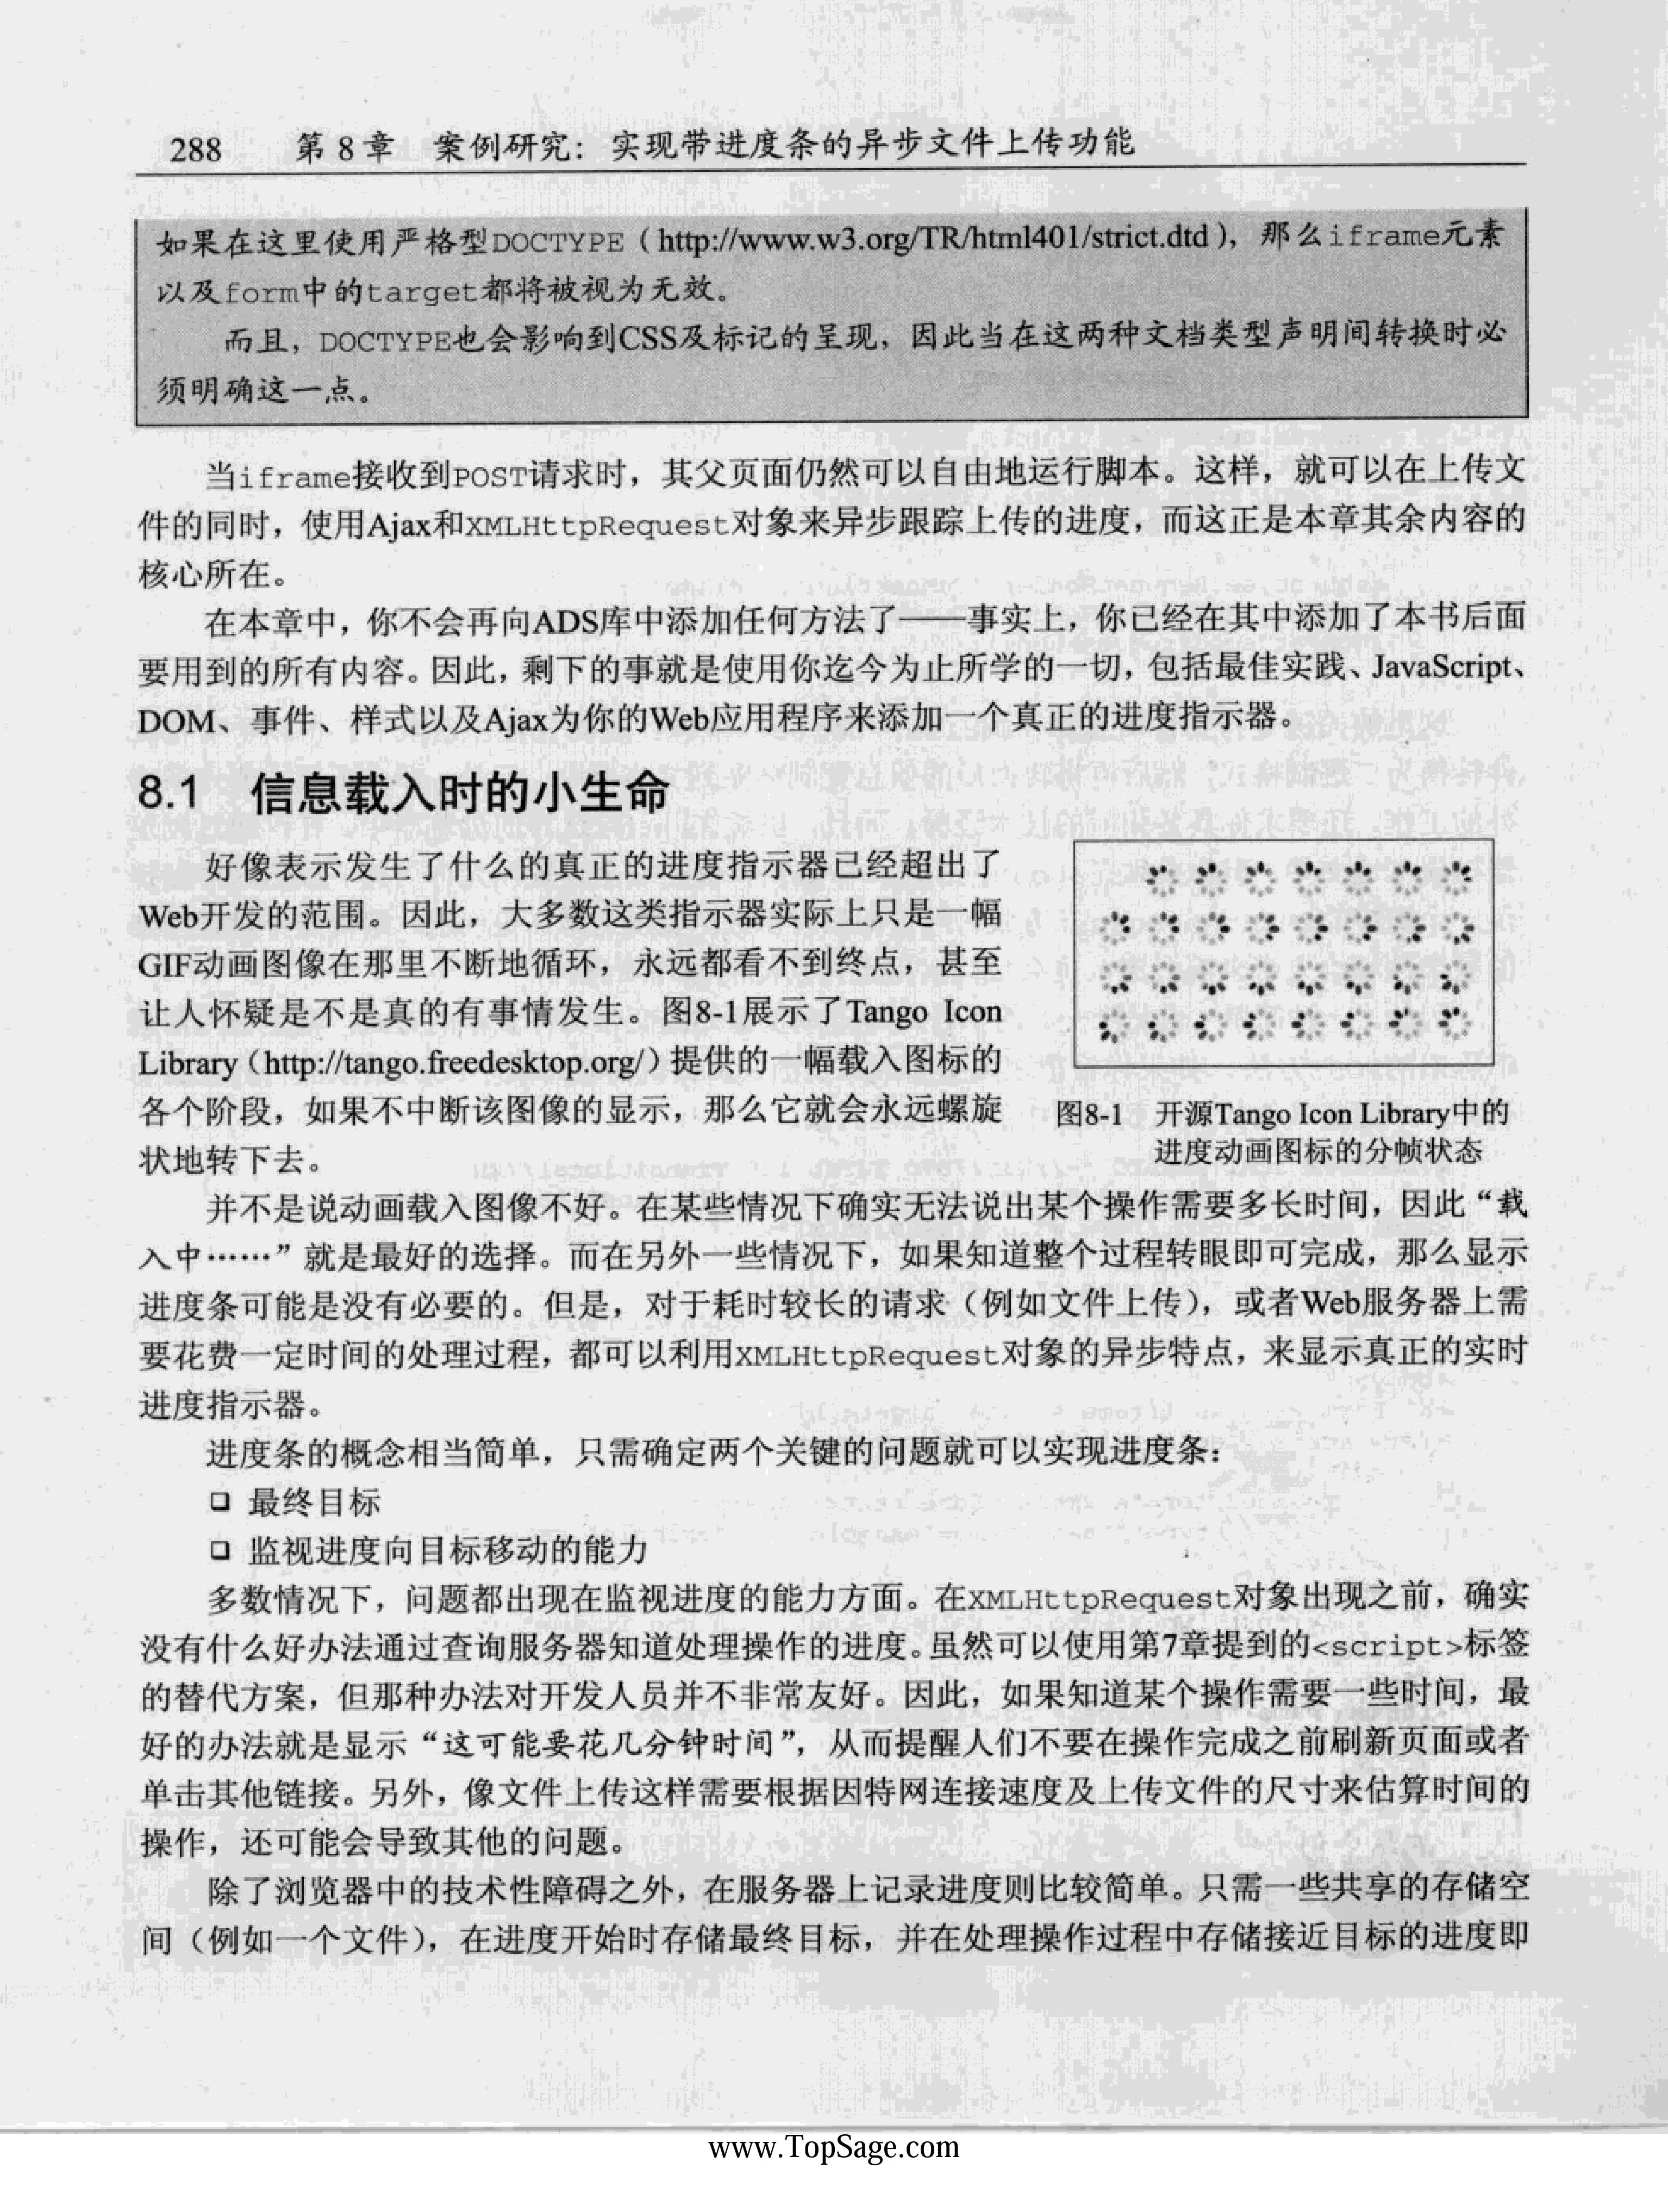 288 第 8 章 案例研究：实现带进度条的异步文件上传功能
如果在这里使用严格型DOCTYPE（http://www.w3.org/TR/html401/strict.dtd），那么iframe元素
以及form中的target都将被视为无效。
而且，DOCTYPE也会影响到CSS及标记的呈现，因此当在这两种文档类型声明间转换时必
须明确这一点。
当iframe接收到POST请求时，其父页面仍然可以自由地运行脚本。这样，就可以在上传文
件的同时，使用Ajax和XMLHttpRequest对象来异步跟踪上传的进度，而这正是本章其余内容的
核心所在。
在本章中，你不会再向ADS库中添加任何方法了——事实上，你已经在其中添加了本书后面
要用到的所有内容。因此，剩下的事就是使用你迄今为止所学的一切，包括最佳实践、JavaScript、
DOM、事件、样式以及Ajax为你的Web应用程序来添加一个真正的进度指示器。
8.1 信息载入时的小生命
好像表示发生了什么的真正的进度指示器已经超出了
Web开发的范围。因此，大多数这类指示器实际上只是一幅
GIF动画图像在那里不断地循环，永远都看不到终点，甚至
让人怀疑是不是真的有事情发生。图8-1展示了Tango Icon
Library（http://tango.freedesktop.org/）提供的一幅载入图标的
各个阶段，如果不中断该图像的显示，那么它就会永远螺旋
状地转下去。
图8-1 开源Tango Icon Library中的
进度动画图标的分帧状态
并不是说动画载入图像不好。在某些情况下确实无法说出某个操作需要多长时间，因此“载
入中……”就是最好的选择。而在另外一些情况下，如果知道整个过程转眼即可完成，那么显示
进度条可能是没有必要的。但是，对于耗时较长的请求（例如文件上传），或者Web服务器上需
要花费一定时间的处理过程，都可以利用XMLHttpRequest对象的异步特点，来显示真正的实时
进度指示器。
进度条的概念相当简单，只需确定两个关键的问题就可以实现进度条：
❑ 最终目标
❑ 监视进度向目标移动的能力
多数情况下，问题都出现在监视进度的能力方面。在XMLHttpRequest对象出现之前，确实
没有什么好办法通过查询服务器知道处理操作的进度。虽然可以使用第7章提到的<script>标签
的替代方案，但那种办法对开发人员并不非常友好。因此，如果知道某个操作需要一些时间，最
好的办法就是显示“这可能要花几分钟时间”，从而提醒人们不要在操作完成之前刷新页面或者
单击其他链接。另外，像文件上传这样需要根据因特网连接速度及上传文件的尺寸来估算时间的
操作，还可能会导致其他的问题。
除了浏览器中的技术性障碍之外，在服务器上记录进度则比较简单。只需一些共享的存储空
间（例如一个文件），在进度开始时存储最终目标，并在处理操作过程中存储接近目标的进度即
www.TopSage.com